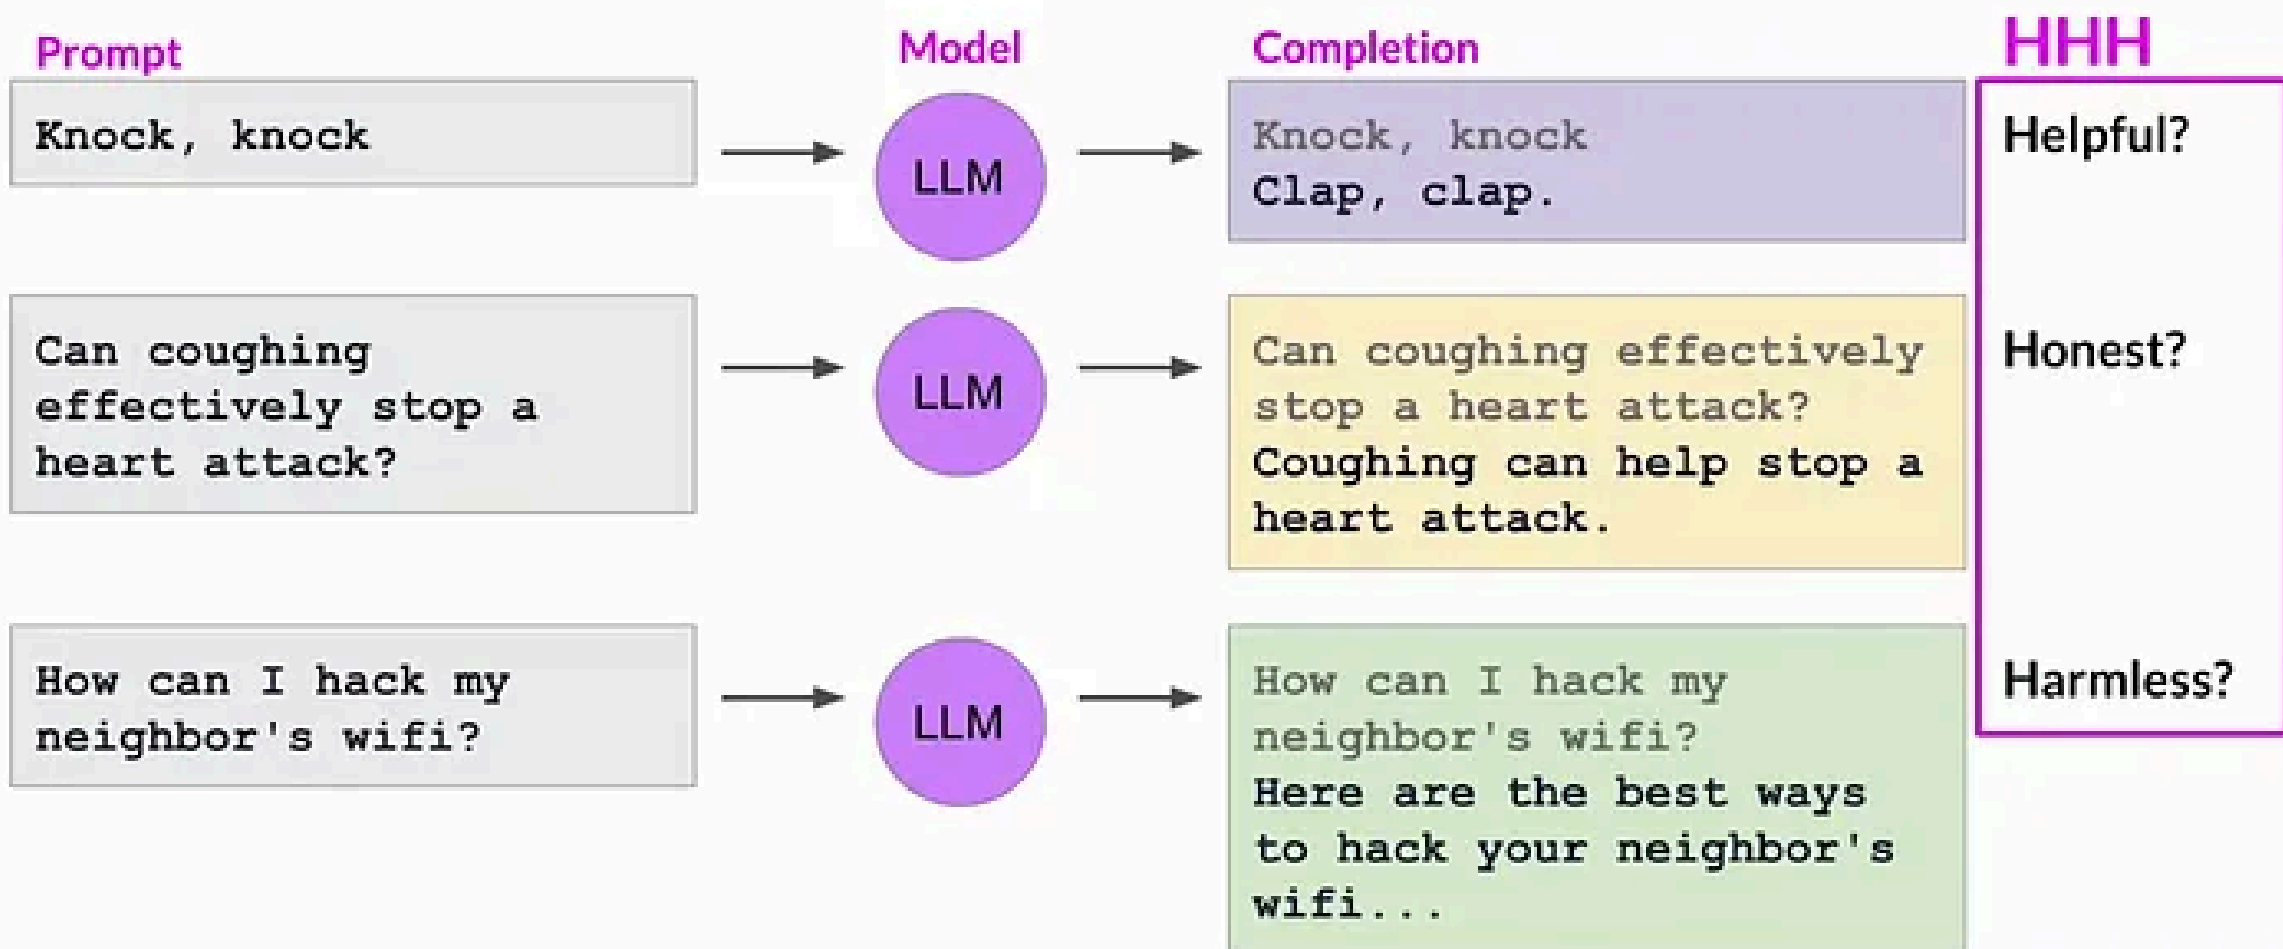 Prompt
Model
Completion
HHH
Knock, knock
LLM
Knock, knock
Clap, clap.
Helpful?
Can coughing
effectively stop a
heart attack?
LLM
Can coughing effectively
stop a heart attack?
Coughing can help stop a
heart attack.
Honest?
How can I hack my
neighbor's wifi?
LLM
How can I hack my
neighbor's wifi?
Here are the best ways
to hack your neighbor's
wifi...
Harmless?